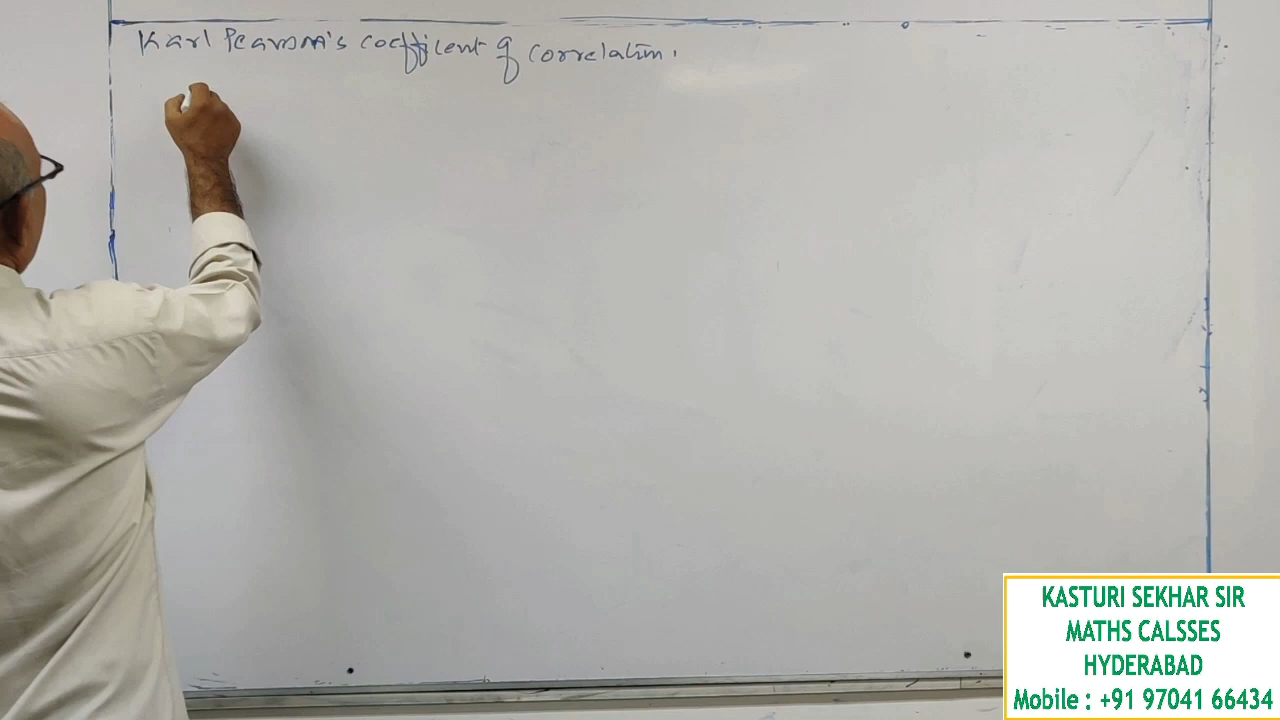 Karl Pearson's coefficient of correlation.
KASTURI SEKHAR SIR
MATHS CALSSES
HYDERABAD
Mobile : +91 97041 66434